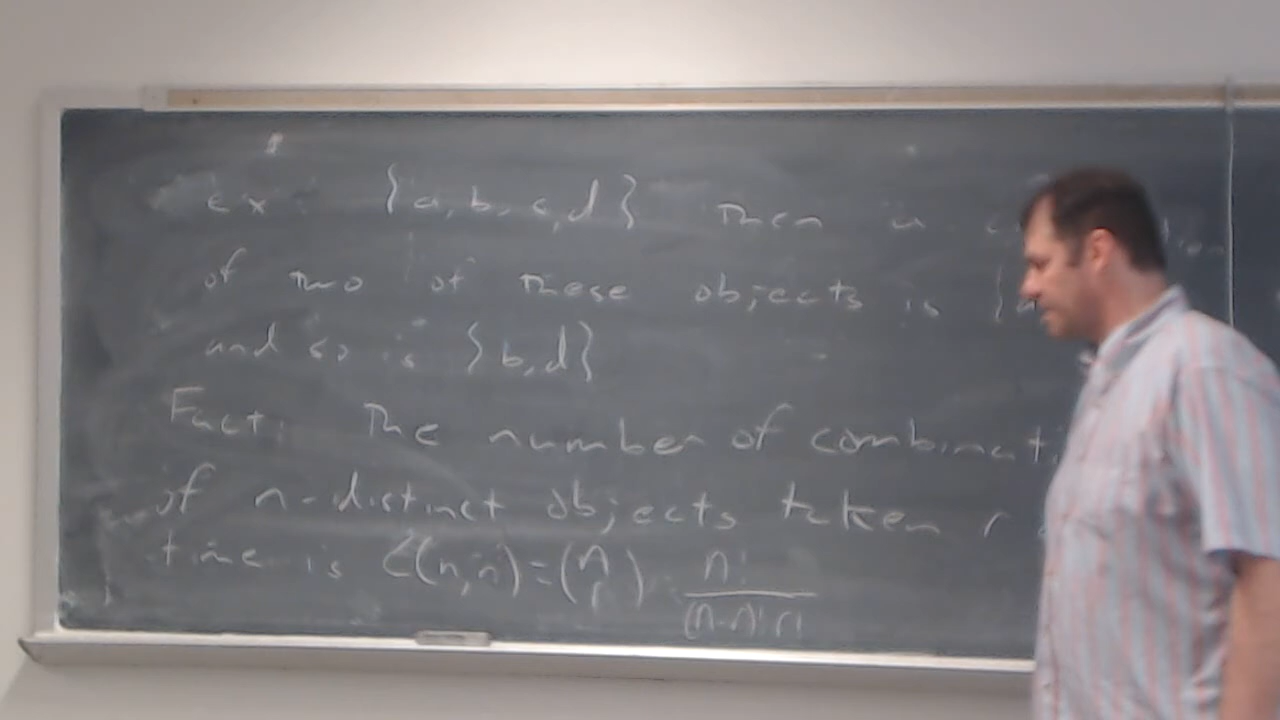 ex: {a, b, c, d} Then a
of two of these objects is {a
and so is {b, d}
Fact: The number of combinati
of n-distinct objects taken r
time is C(n, r) = (n r) n! / (n-r)! r!